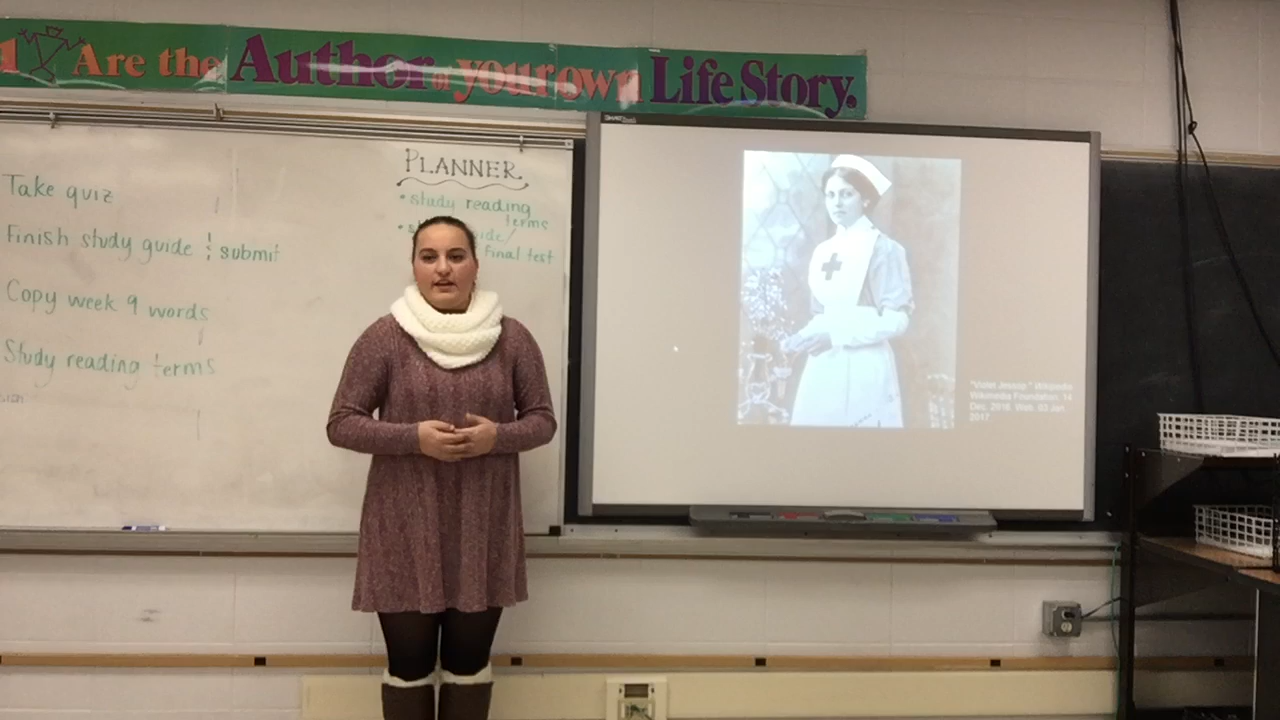 Are the Author of your own Life Story.
Take quiz
Finish study guide & submit
Copy week 9 words
Study reading terms
PLANNER
• study reading
terms
final test
"Violet Jessop." Wikipedia.
Wikimedia Foundation, 14
Dec. 2016. Web. 03 Jan.
2017.